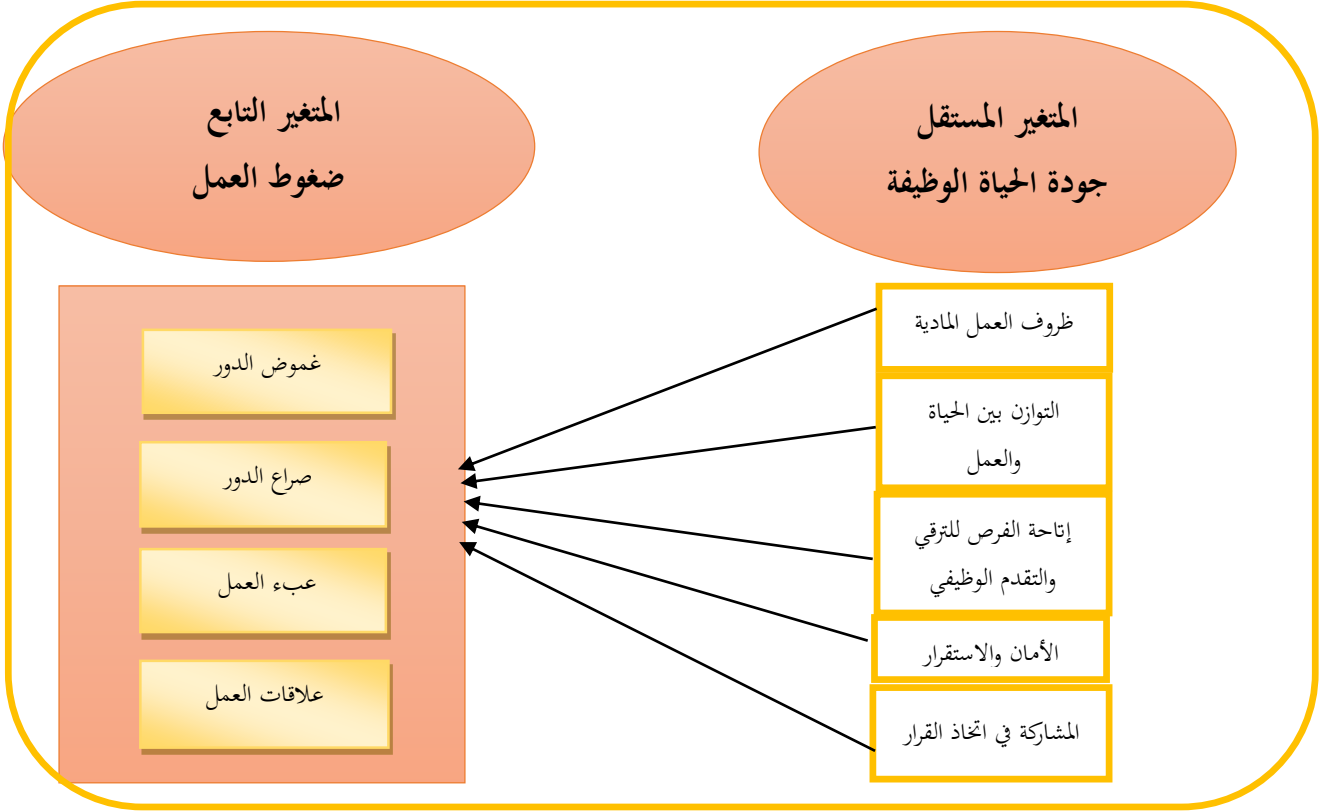 المتغير المستقل
جودة الحياة الوظيفة
ظروف العمل المادية
التوازن بين الحياة
والعمل
إتاحة الفرص للترقي
والتقدم الوظيفي
الأمان والاستقرار
المشاركة في اتخاذ القرار
المتغير التابع
ضغوط العمل
غموض الدور
صراع الدور
عبء العمل
علاقات العمل